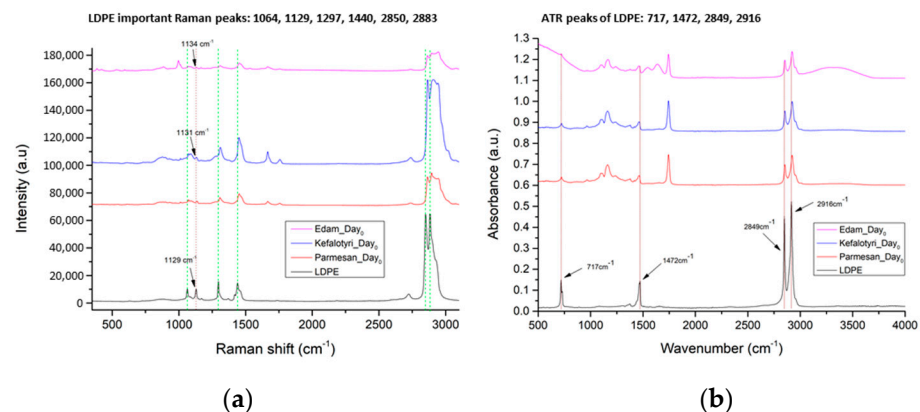 LDPE important Raman peaks: 1064, 1129, 1297, 1440, 2850, 2883
180,000
160,000
140,000
120,000
100,000
80,000
60,000
40,000
20,000
0
Intensity (a.u)
1134 cm⁻¹
1131 cm⁻¹
1129 cm⁻¹
Edam_Day₀
Kefalotyri_Day₀
Parmesan_Day₀
LDPE
500 1000 1500 2000 2500 3000
Raman shift (cm⁻¹)
(a)
ATR peaks of LDPE: 717, 1472, 2849, 2916
1.3
1.2
1.1
0.9
0.8
0.7
0.6
0.5
0.4
0.3
0.2
0.1
0.0
Absorbance (a.u.)
Edam_Day₀
Kefalotyri_Day₀
Parmesan_Day₀
LDPE
2916cm⁻¹
2849cm⁻¹
717cm⁻¹
1472cm⁻¹
500 1000 1500 2000 2500 3000 3500 4000
Wavenumber (cm⁻¹)
(b)